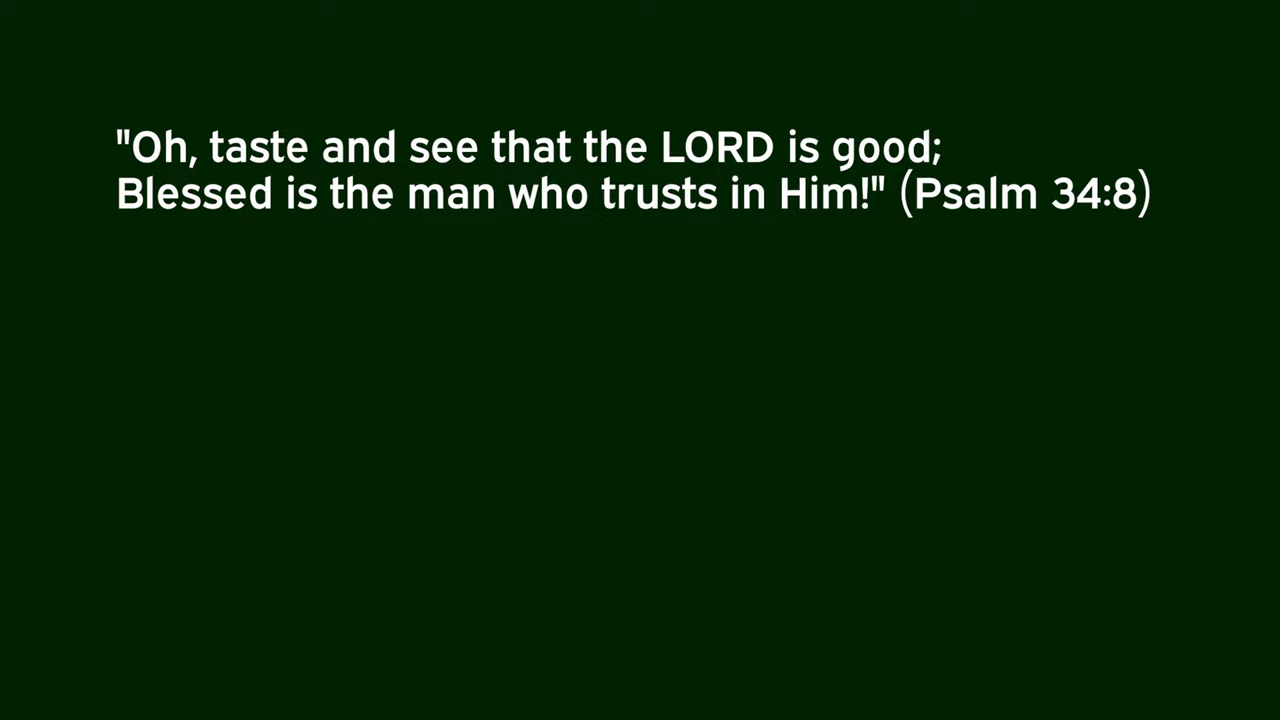 "Oh, taste and see that the LORD is good;
Blessed is the man who trusts in Him!" (Psalm 34:8)